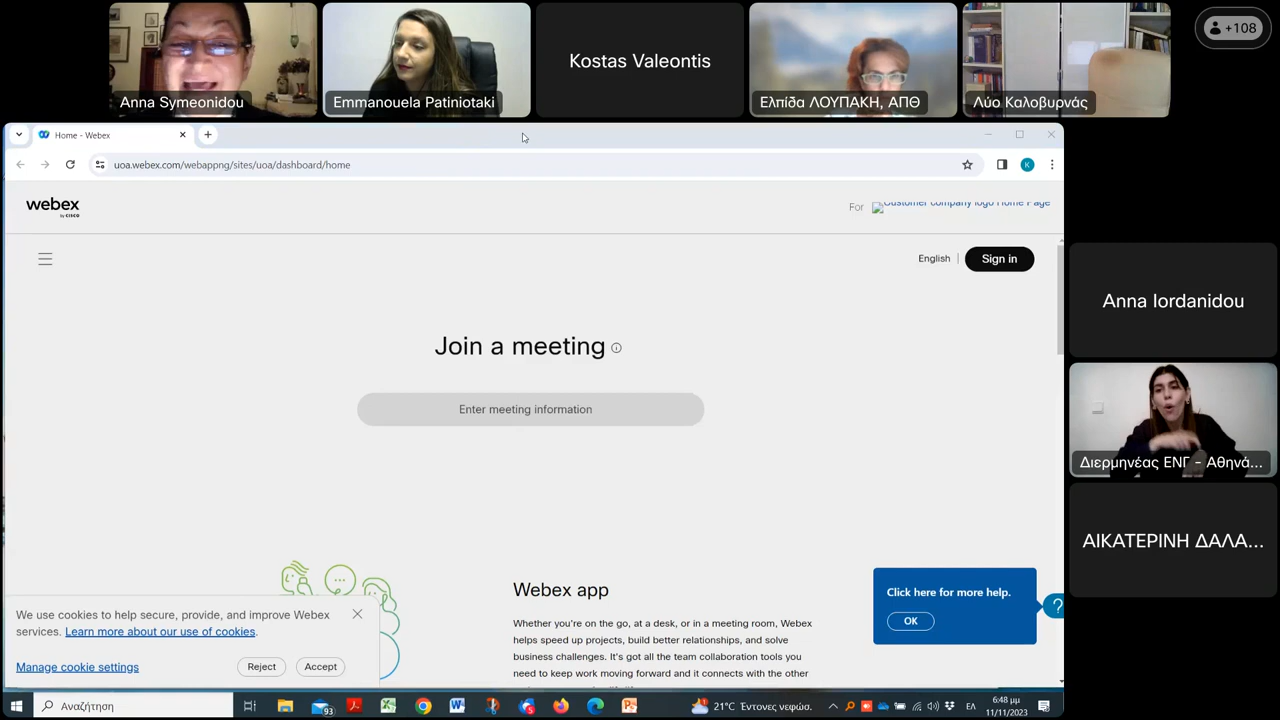 Anna Symeonidou
Emmanouela Patiniotaki
Kostas Valeontis
Ελπίδα ΛΟΥΠΑΚΗ, ΑΠΘ
Λύο Καλοβυρνάς
+108
Home - Webex
uoa.webex.com/webappng/sites/uoa/dashboard/home
K
webex
by CISCO
For
Customer company logo Home Page
English
Sign in
Join a meeting
Enter meeting information
Webex app
Whether you're on the go, at a desk, or in a meeting room, Webex
helps speed up projects, build better relationships, and solve
business challenges. It's got all the team collaboration tools you
need to keep work moving forward and it connects with the other
We use cookies to help secure, provide, and improve Webex
services. Learn more about our use of cookies.
Manage cookie settings
Reject
Accept
Click here for more help.
OK
?
Anna Iordanidou
Διερμηνέας ΕΝΓ - Αθηνά...
ΑΙΚΑΤΕΡΙΝΗ ΔΑΛΑ...
Αναζήτηση
93
21°C Έντονες νεφώσ.
ΕΛ
6:48 μμ
11/11/2023